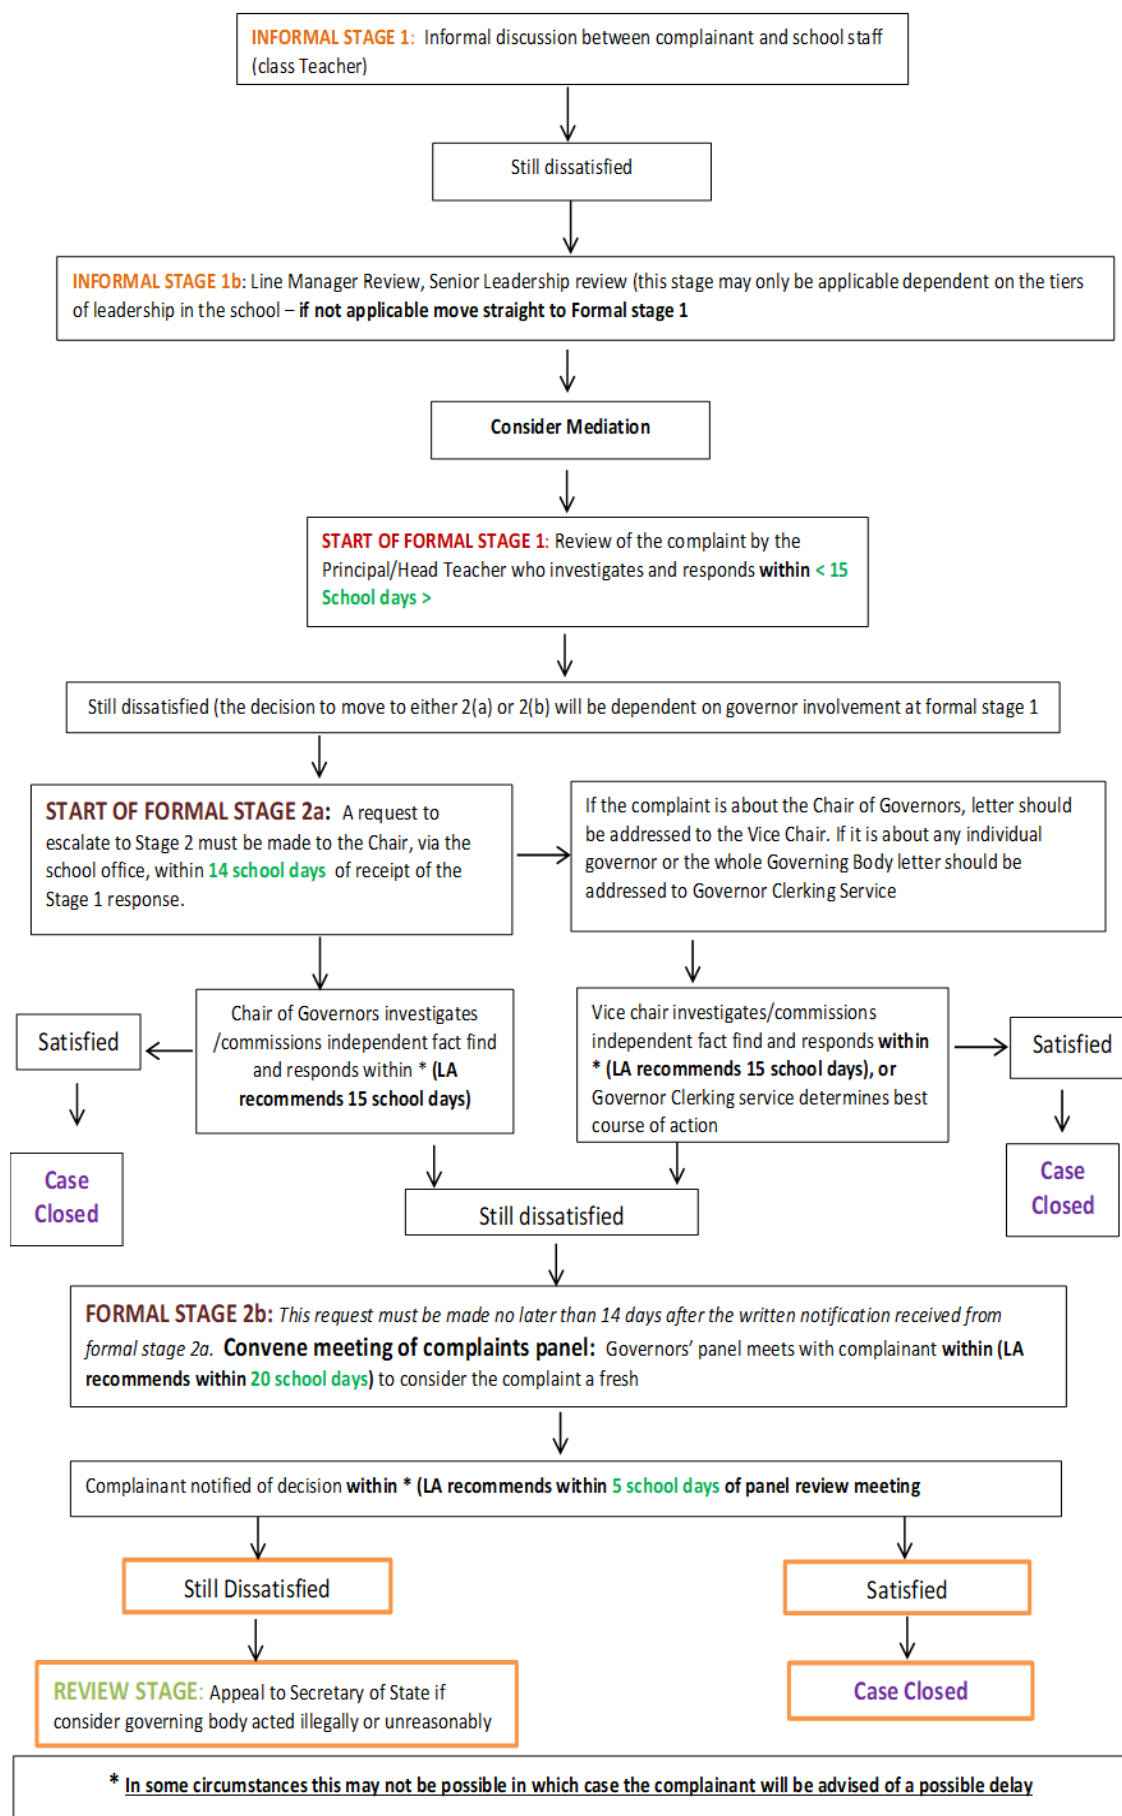 INFORMAL STAGE 1: Informal discussion between complainant and school staff
(class Teacher)
Still dissatisfied
INFORMAL STAGE 1b: Line Manager Review, Senior Leadership review (this stage may only be applicable dependent on the tiers
of leadership in the school – if not applicable move straight to Formal stage 1
Consider Mediation
START OF FORMAL STAGE 1: Review of the complaint by the
Principal/Head Teacher who investigates and responds within < 15
School days >
Still dissatisfied (the decision to move to either 2(a) or 2(b) will be dependent on governor involvement at formal stage 1
START OF FORMAL STAGE 2a: A request to
escalate to Stage 2 must be made to the Chair, via the
school office, within 14 school days of receipt of the
Stage 1 response.
If the complaint is about the Chair of Governors, letter should
be addressed to the Vice Chair. If it is about any individual
governor or the whole Governing Body letter should be
addressed to Governor Clerking Service
Satisfied
Chair of Governors investigates
/commissions independent fact find
and responds within * (LA
recommends 15 school days)
Vice chair investigates/commissions
independent fact find and responds within
* (LA recommends 15 school days), or
Governor Clerking service determines best
course of action
Satisfied
Case
Closed
Still dissatisfied
Case
Closed
FORMAL STAGE 2b: This request must be made no later than 14 days after the written notification received from
formal stage 2a. Convene meeting of complaints panel: Governors' panel meets with complainant within (LA
recommends within 20 school days) to consider the complaint a fresh
Complainant notified of decision within * (LA recommends within 5 school days of panel review meeting
Still Dissatisfied
Satisfied
REVIEW STAGE: Appeal to Secretary of State if
consider governing body acted illegally or unreasonably
Case Closed
* In some circumstances this may not be possible in which case the complainant will be advised of a possible delay